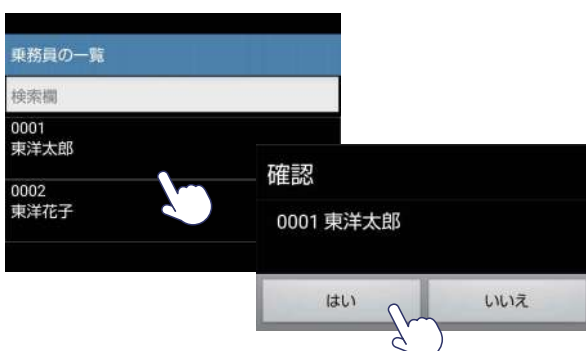 乗務員の一覧
検索欄
0001
東洋太郎
0002
東洋花子
確認
0001 東洋太郎
はい
いいえ